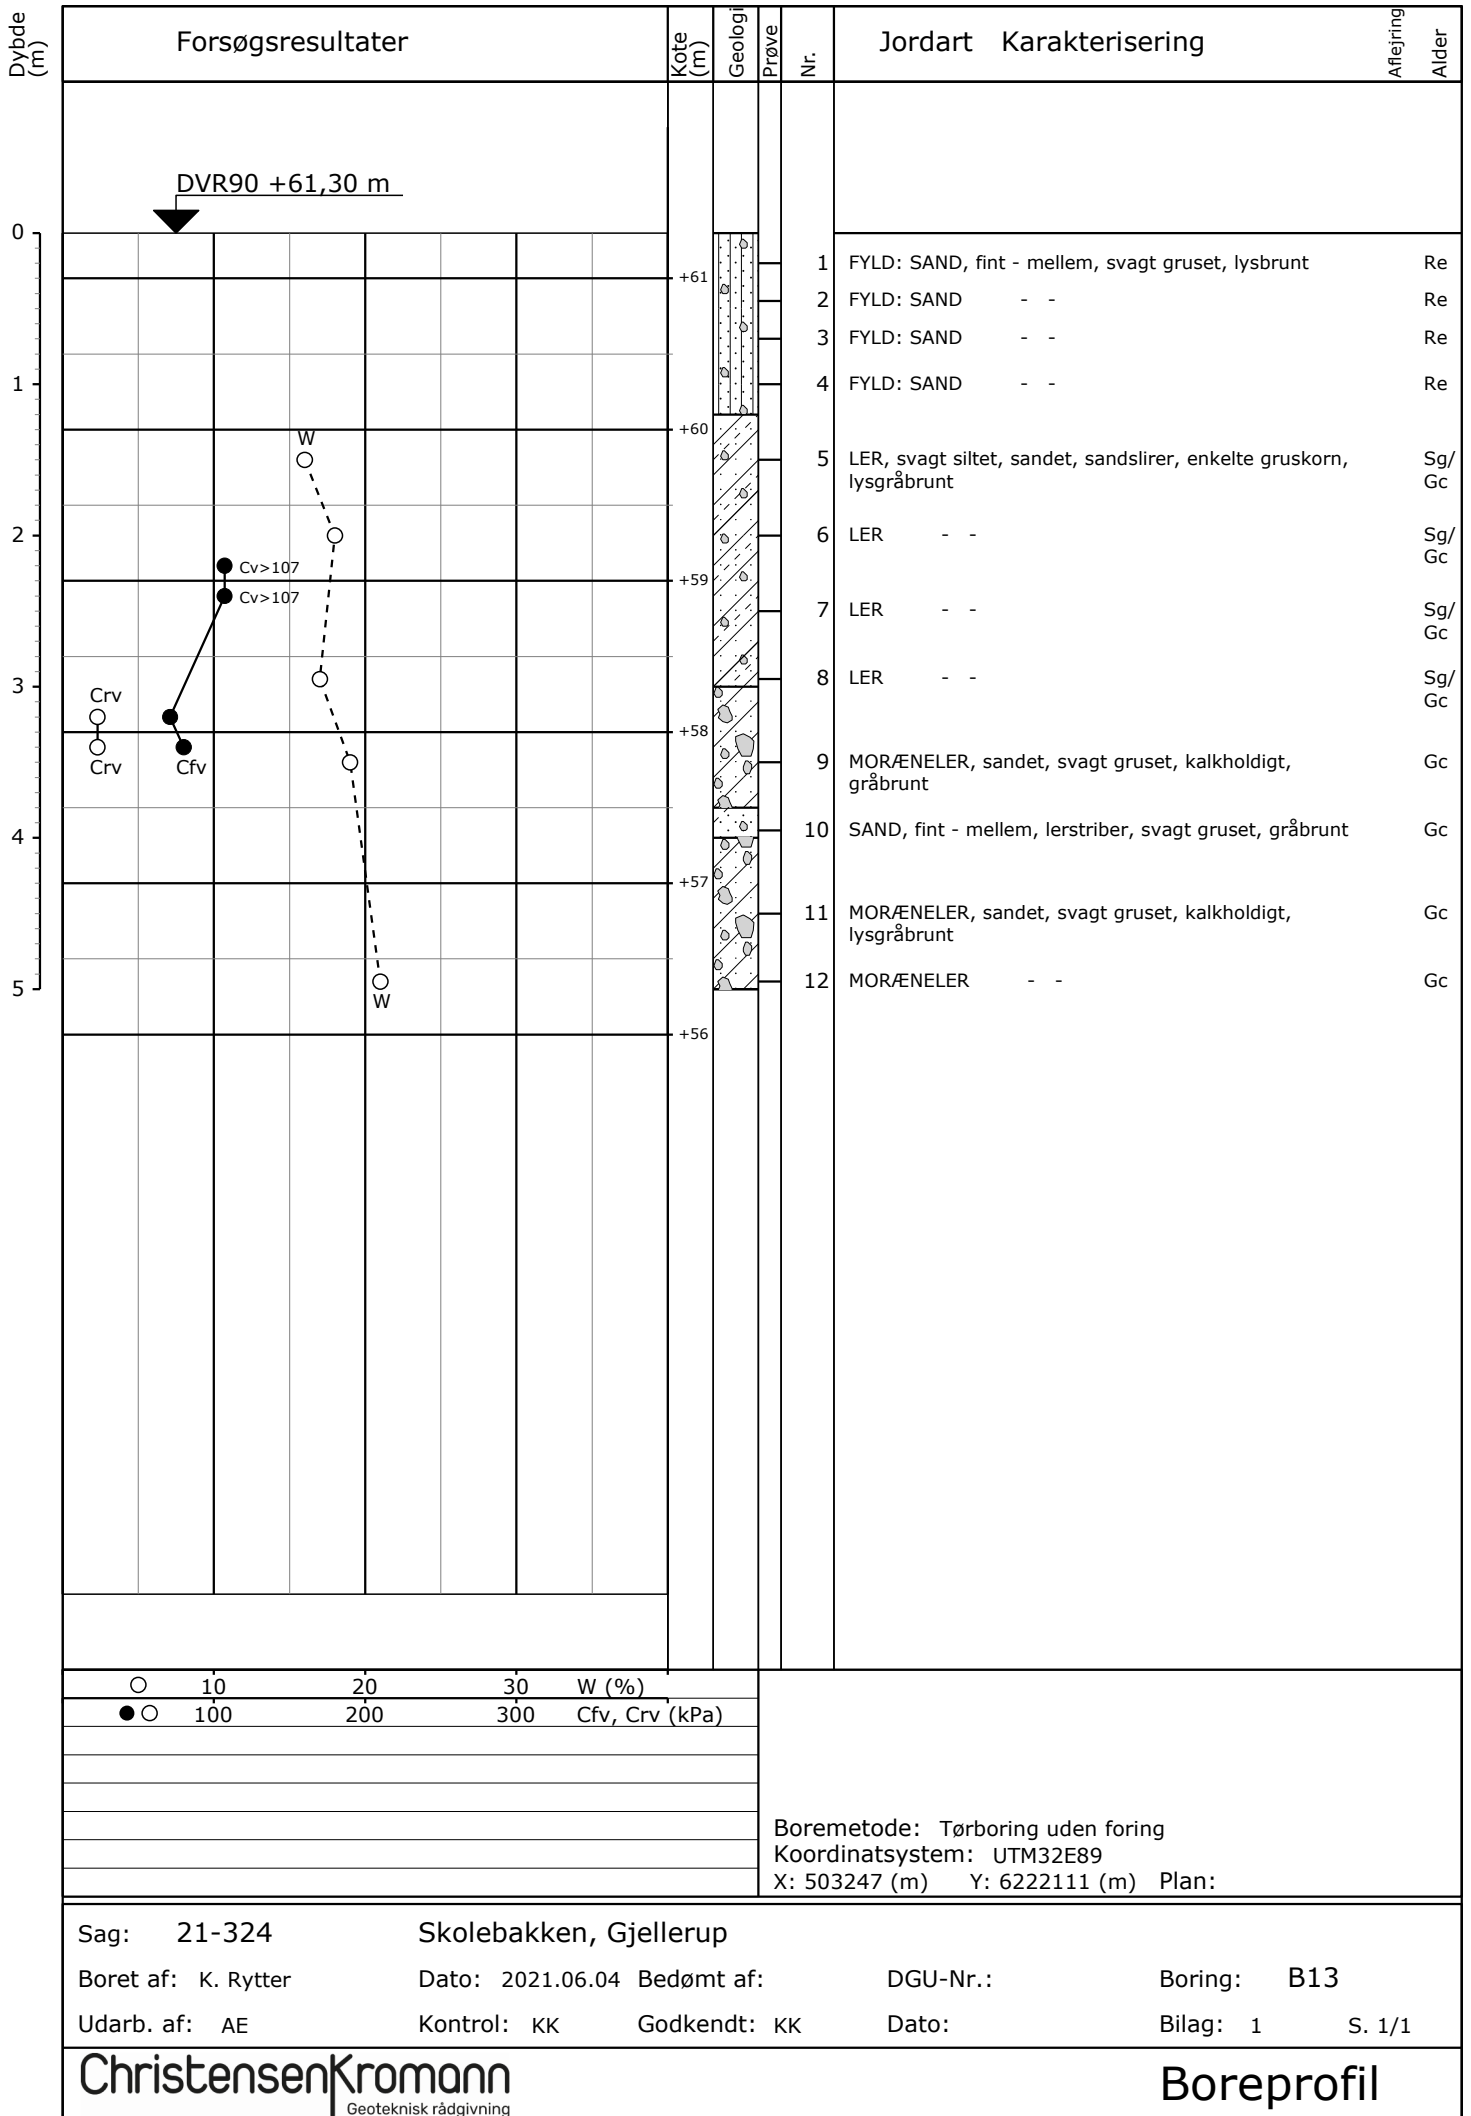 Dybde (m)
Forsøgsresultater
Kote (m)
Geologi
Prøve
Nr.
Jordart Karakterisering
Aflejring
Alder
DVR90 +61,30 m
0
+61
1 FYLD: SAND, fint - mellem, svagt gruset, lysbrunt Re
2 FYLD: SAND - - Re
3 FYLD: SAND - - Re
1
4 FYLD: SAND - - Re
+60
W
5 LER, svagt siltet, sandet, sandslirer, enkelte gruskorn, Sg/
lysgråbrunt Gc
2
6 LER - - Sg/
Gc
Cv>107
+59
Cv>107
7 LER - - Sg/
Gc
3
8 LER - - Sg/
Gc
Crv
+58
Crv Cfv
9 MORÆNELER, sandet, svagt gruset, kalkholdigt, Gc
gråbrunt
4
10 SAND, fint - mellem, lerstriber, svagt gruset, gråbrunt Gc
+57
11 MORÆNELER, sandet, svagt gruset, kalkholdigt, Gc
lysgråbrunt
5
12 MORÆNELER - - Gc
W
+56
10 20 30 W (%)
100 200 300 Cfv, Crv (kPa)
Boremetode: Tørboring uden foring
Koordinatsystem: UTM32E89
X: 503247 (m) Y: 6222111 (m) Plan:
Sag: 21-324 Skolebakken, Gjellerup
Boret af: K. Rytter Dato: 2021.06.04 Bedømt af: DGU-Nr.: Boring: B13
Udarb. af: AE Kontrol: KK Godkendt: KK Dato: Bilag: 1 S. 1/1
ChristensenKromann
Geoteknisk rådgivning
Boreprofil